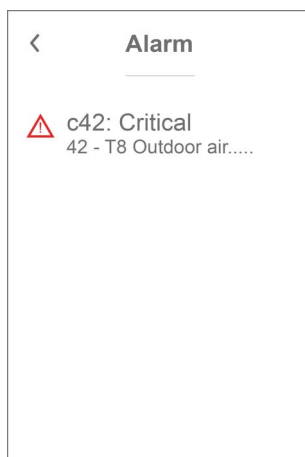 Alarm
c42: Critical
42 - T8 Outdoor air.....